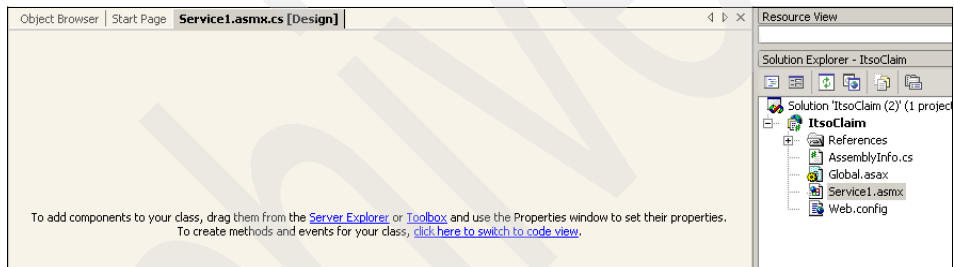 Object Browser | Start Page | Service1.asmx.cs [Design]
Resource View
Solution Explorer - ItsoClaim
Solution 'ItsoClaim (2)' (1 project
ItsoClaim
References
AssemblyInfo.cs
Global.asax
Service1.asmx
Web.config
To add components to your class, drag them from the Server Explorer or Toolbox and use the Properties window to set their properties.
To create methods and events for your class, click here to switch to code view.